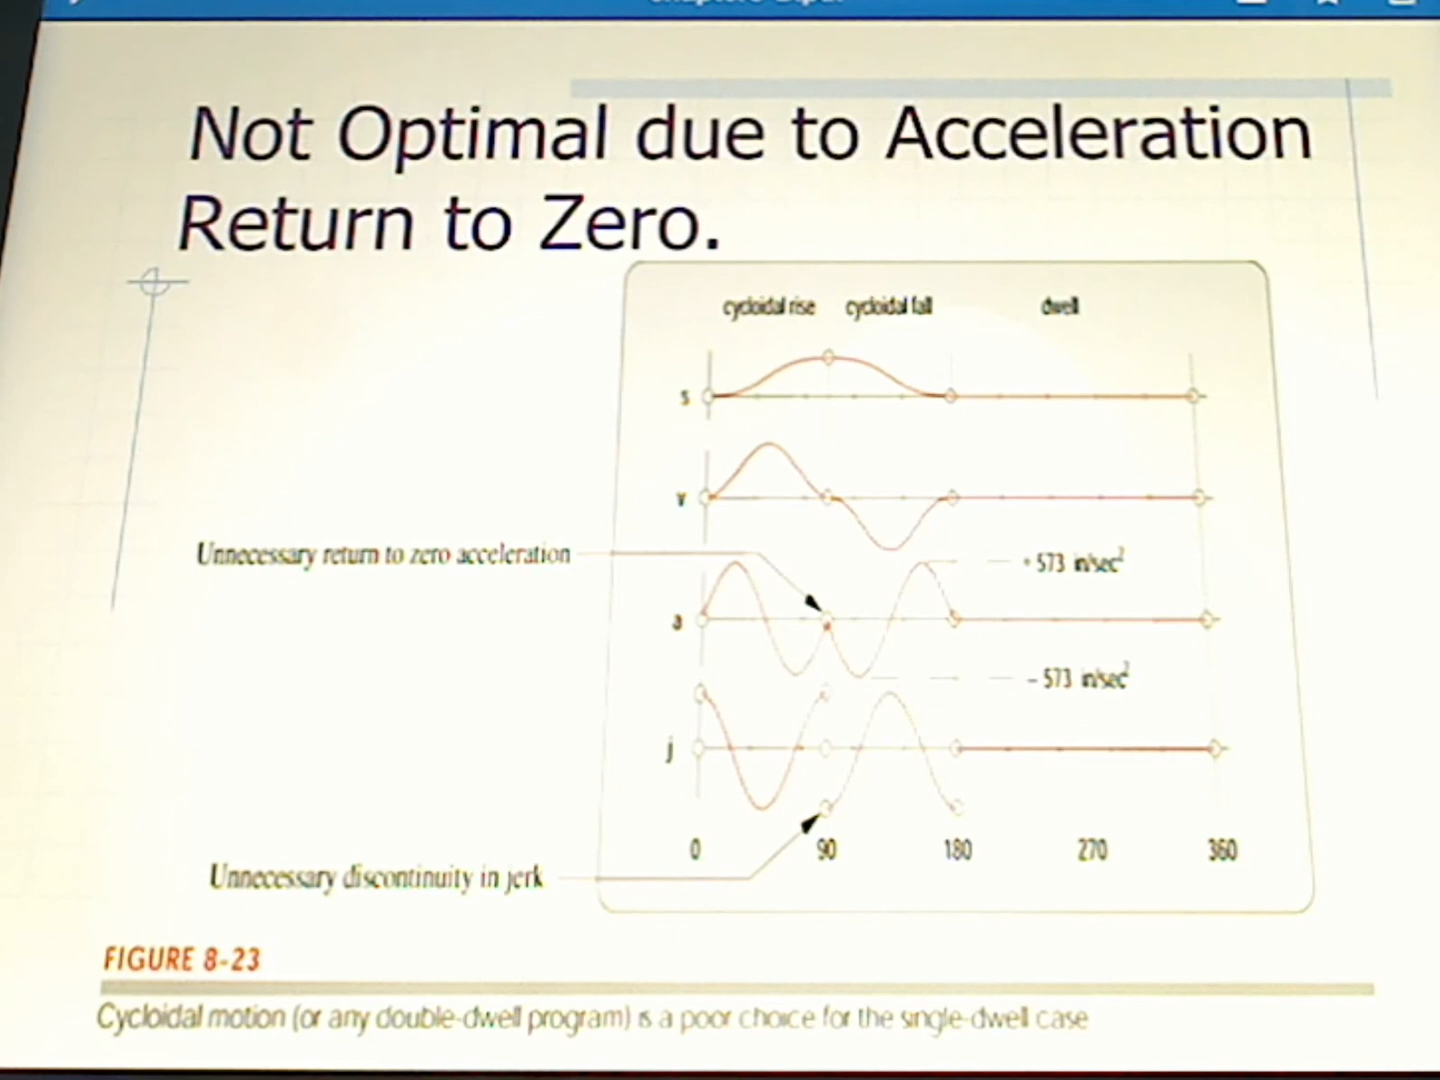 Not Optimal due to Acceleration
Return to Zero.
cycloidal rise cycloidal fall dwell
s
v
Unnecessary return to zero acceleration
+ 573 in/sec²
a
– 573 in/sec²
j
0 90 180 270 360
Unnecessary discontinuity in jerk
FIGURE 8-23
Cycloidal motion (or any double-dwell program) is a poor choice for the single-dwell case